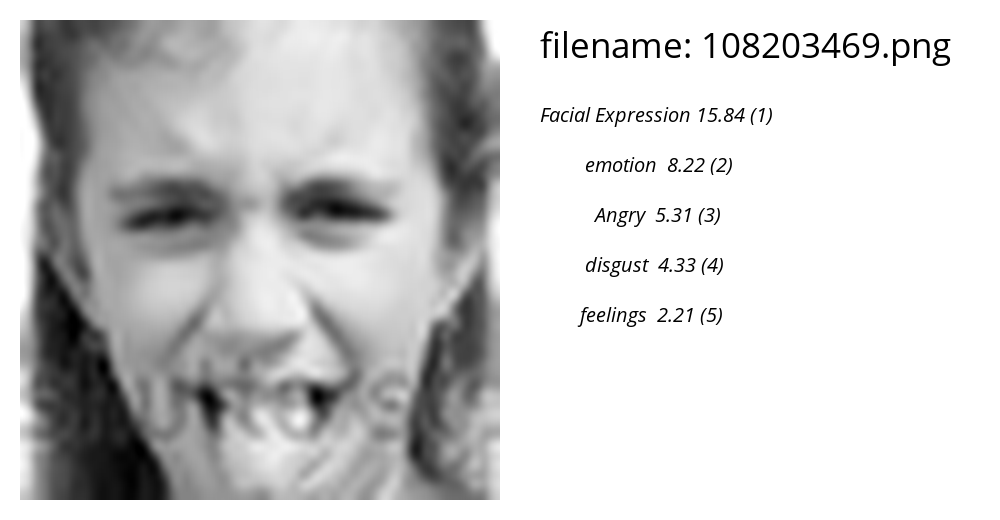 filename: 108203469.png
Facial Expression 15.84 (1)
emotion 8.22 (2)
Angry 5.31 (3)
disgust 4.33 (4)
feelings 2.21 (5)